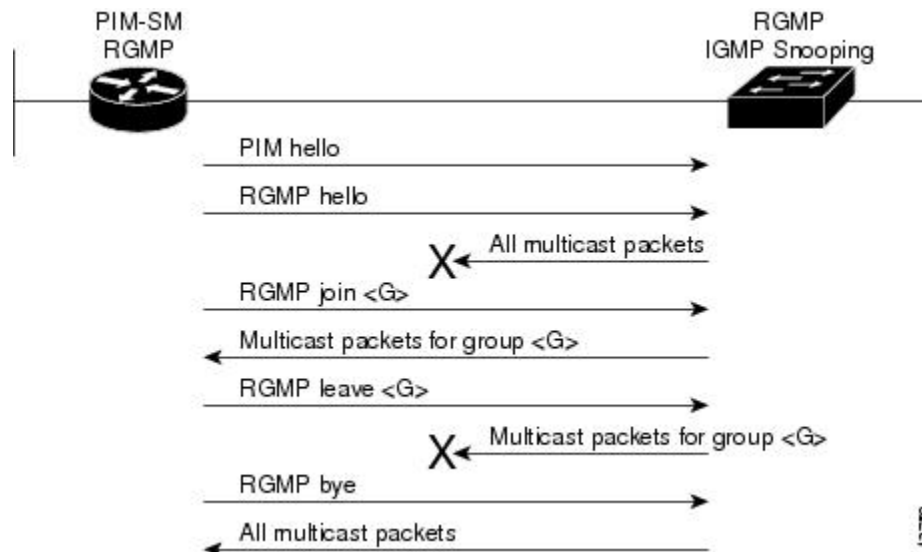 PIM-SM
RGMP
RGMP
IGMP Snooping
PIM hello
RGMP hello
All multicast packets
RGMP join <G>
Multicast packets for group <G>
RGMP leave <G>
Multicast packets for group <G>
RGMP bye
All multicast packets